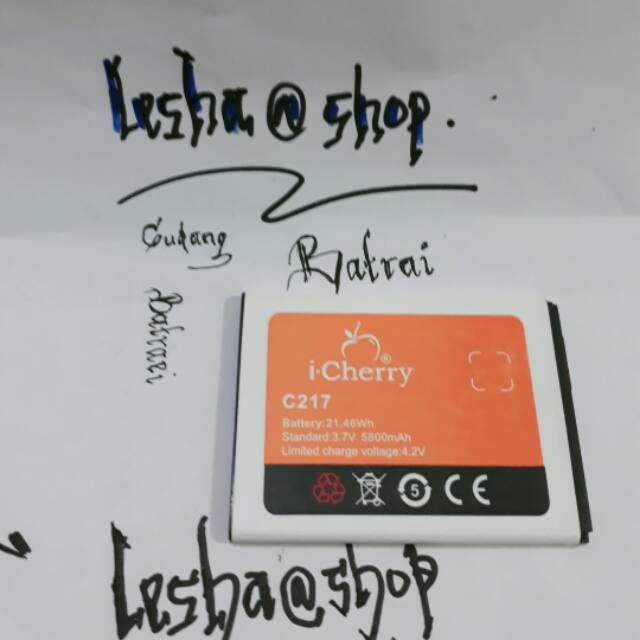 Lesha@shop.
Gudang Batrai
Batrai
i-Cherry®
C217
Battery:21.46Wh
Standard:3.7V 5800mAh
Limited charge voltage:4.2V
5 CE
Lesha@shop